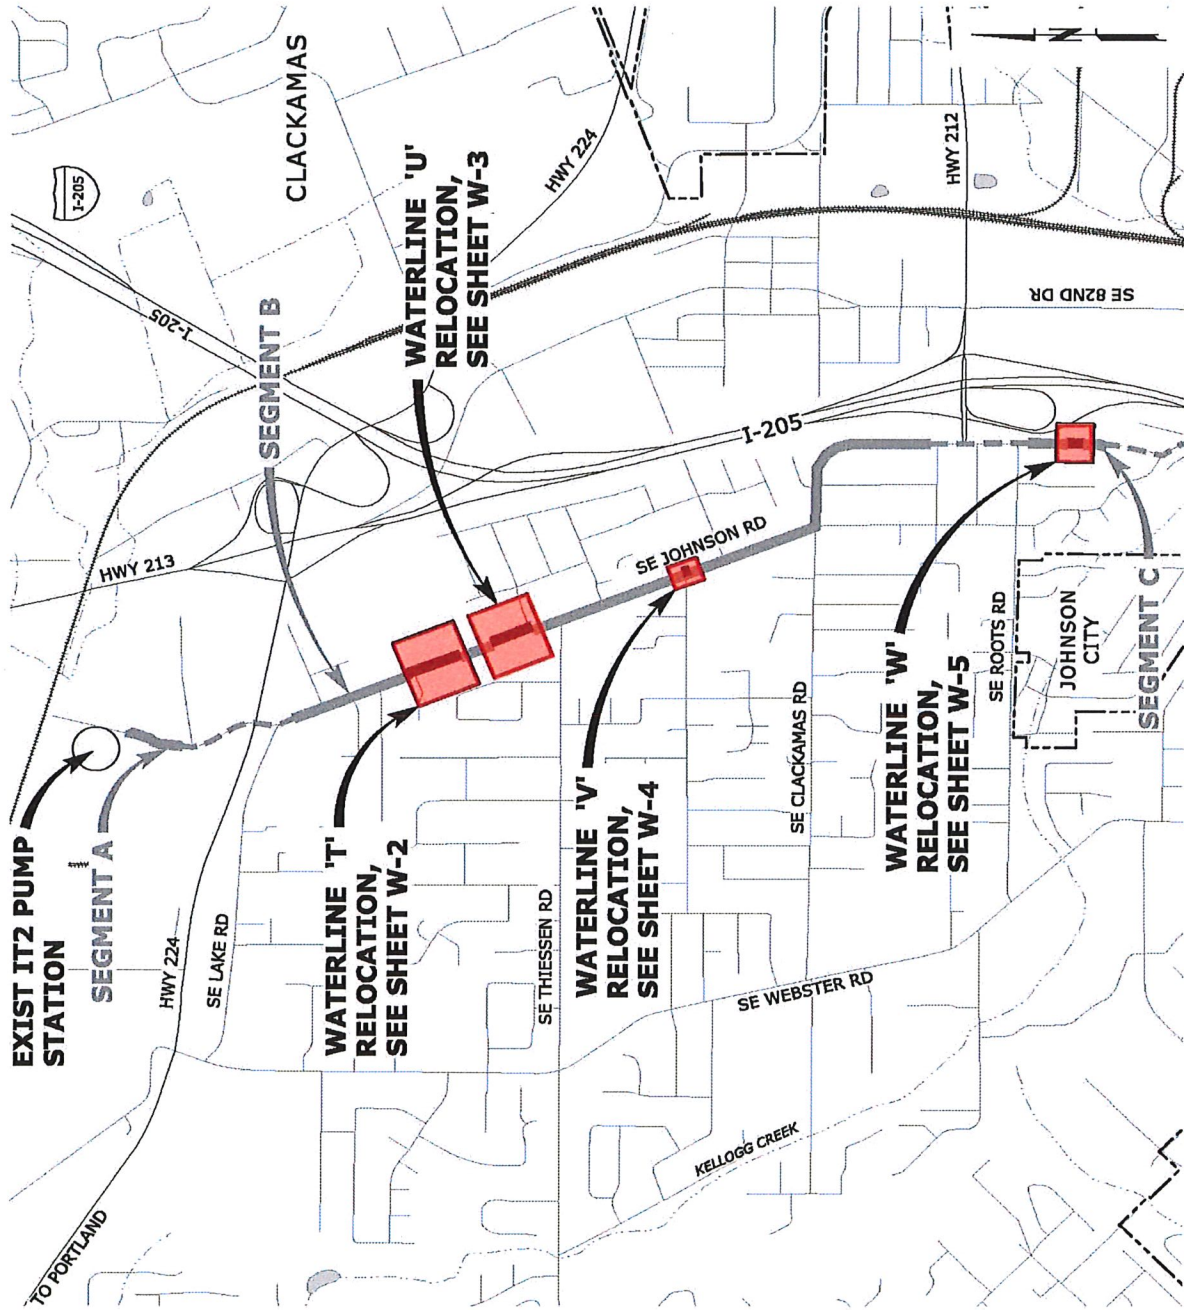 EXIST IT2 PUMP
STATION
SEGMENT A
TO PORTLAND
HWY 224
SE LAKE RD
WATERLINE 'T'
RELOCATION,
SEE SHEET W-2
HWY 213
SEGMENT B
I-205
I-205
CLACKAMAS
WATERLINE 'U'
RELOCATION,
SEE SHEET W-3
HWY 224
SE THIESSEN RD
WATERLINE 'V'
RELOCATION,
SEE SHEET W-4
SE JOHNSON RD
I-205
SE WEBSTER RD
KELLOGG CREEK
SE CLACKAMAS RD
WATERLINE 'W'
RELOCATION,
SEE SHEET W-5
HWY 212
SE 82ND DR
SE ROOTS RD
JOHNSON
CITY
SEGMENT C
N